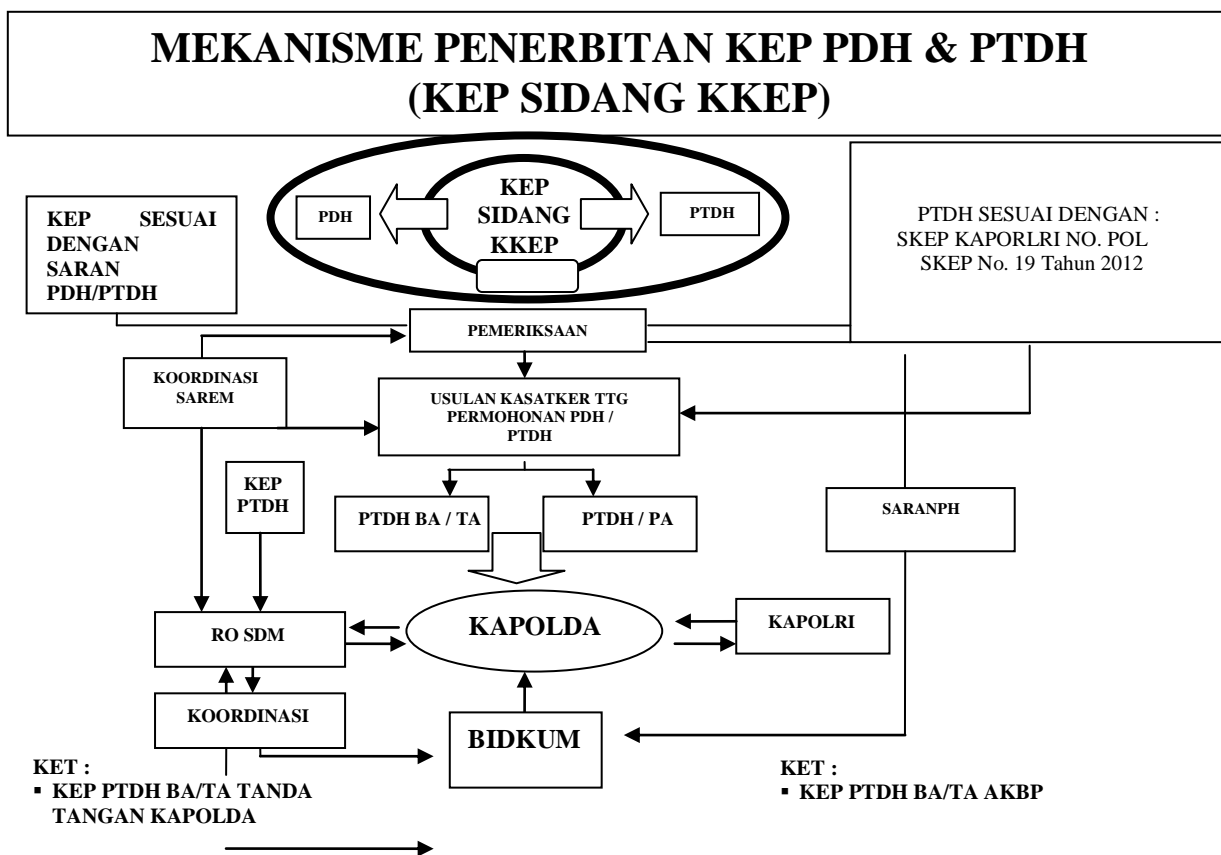 MEKANISME PENERBITAN KEP PDH & PTDH
(KEP SIDANG KKEP)
KEP SESUAI
DENGAN
SARAN
PDH/PTDH
PDH
KEP
SIDANG
KKEP
PTDH
PTDH SESUAI DENGAN :
SKEP KAPORLRI NO. POL
SKEP No. 19 Tahun 2012
PEMERIKSAAN
KOORDINASI
SAREM
USULAN KASATKER TTG
PERMOHONAN PDH /
PTDH
KEP
PTDH
PTDH BA / TA
PTDH / PA
SARANPH
RO SDM
KAPOLDA
KAPOLRI
KOORDINASI
BIDKUM
KET :
▪ KEP PTDH BA/TA TANDA
TANGAN KAPOLDA
KET :
▪ KEP PTDH BA/TA AKBP